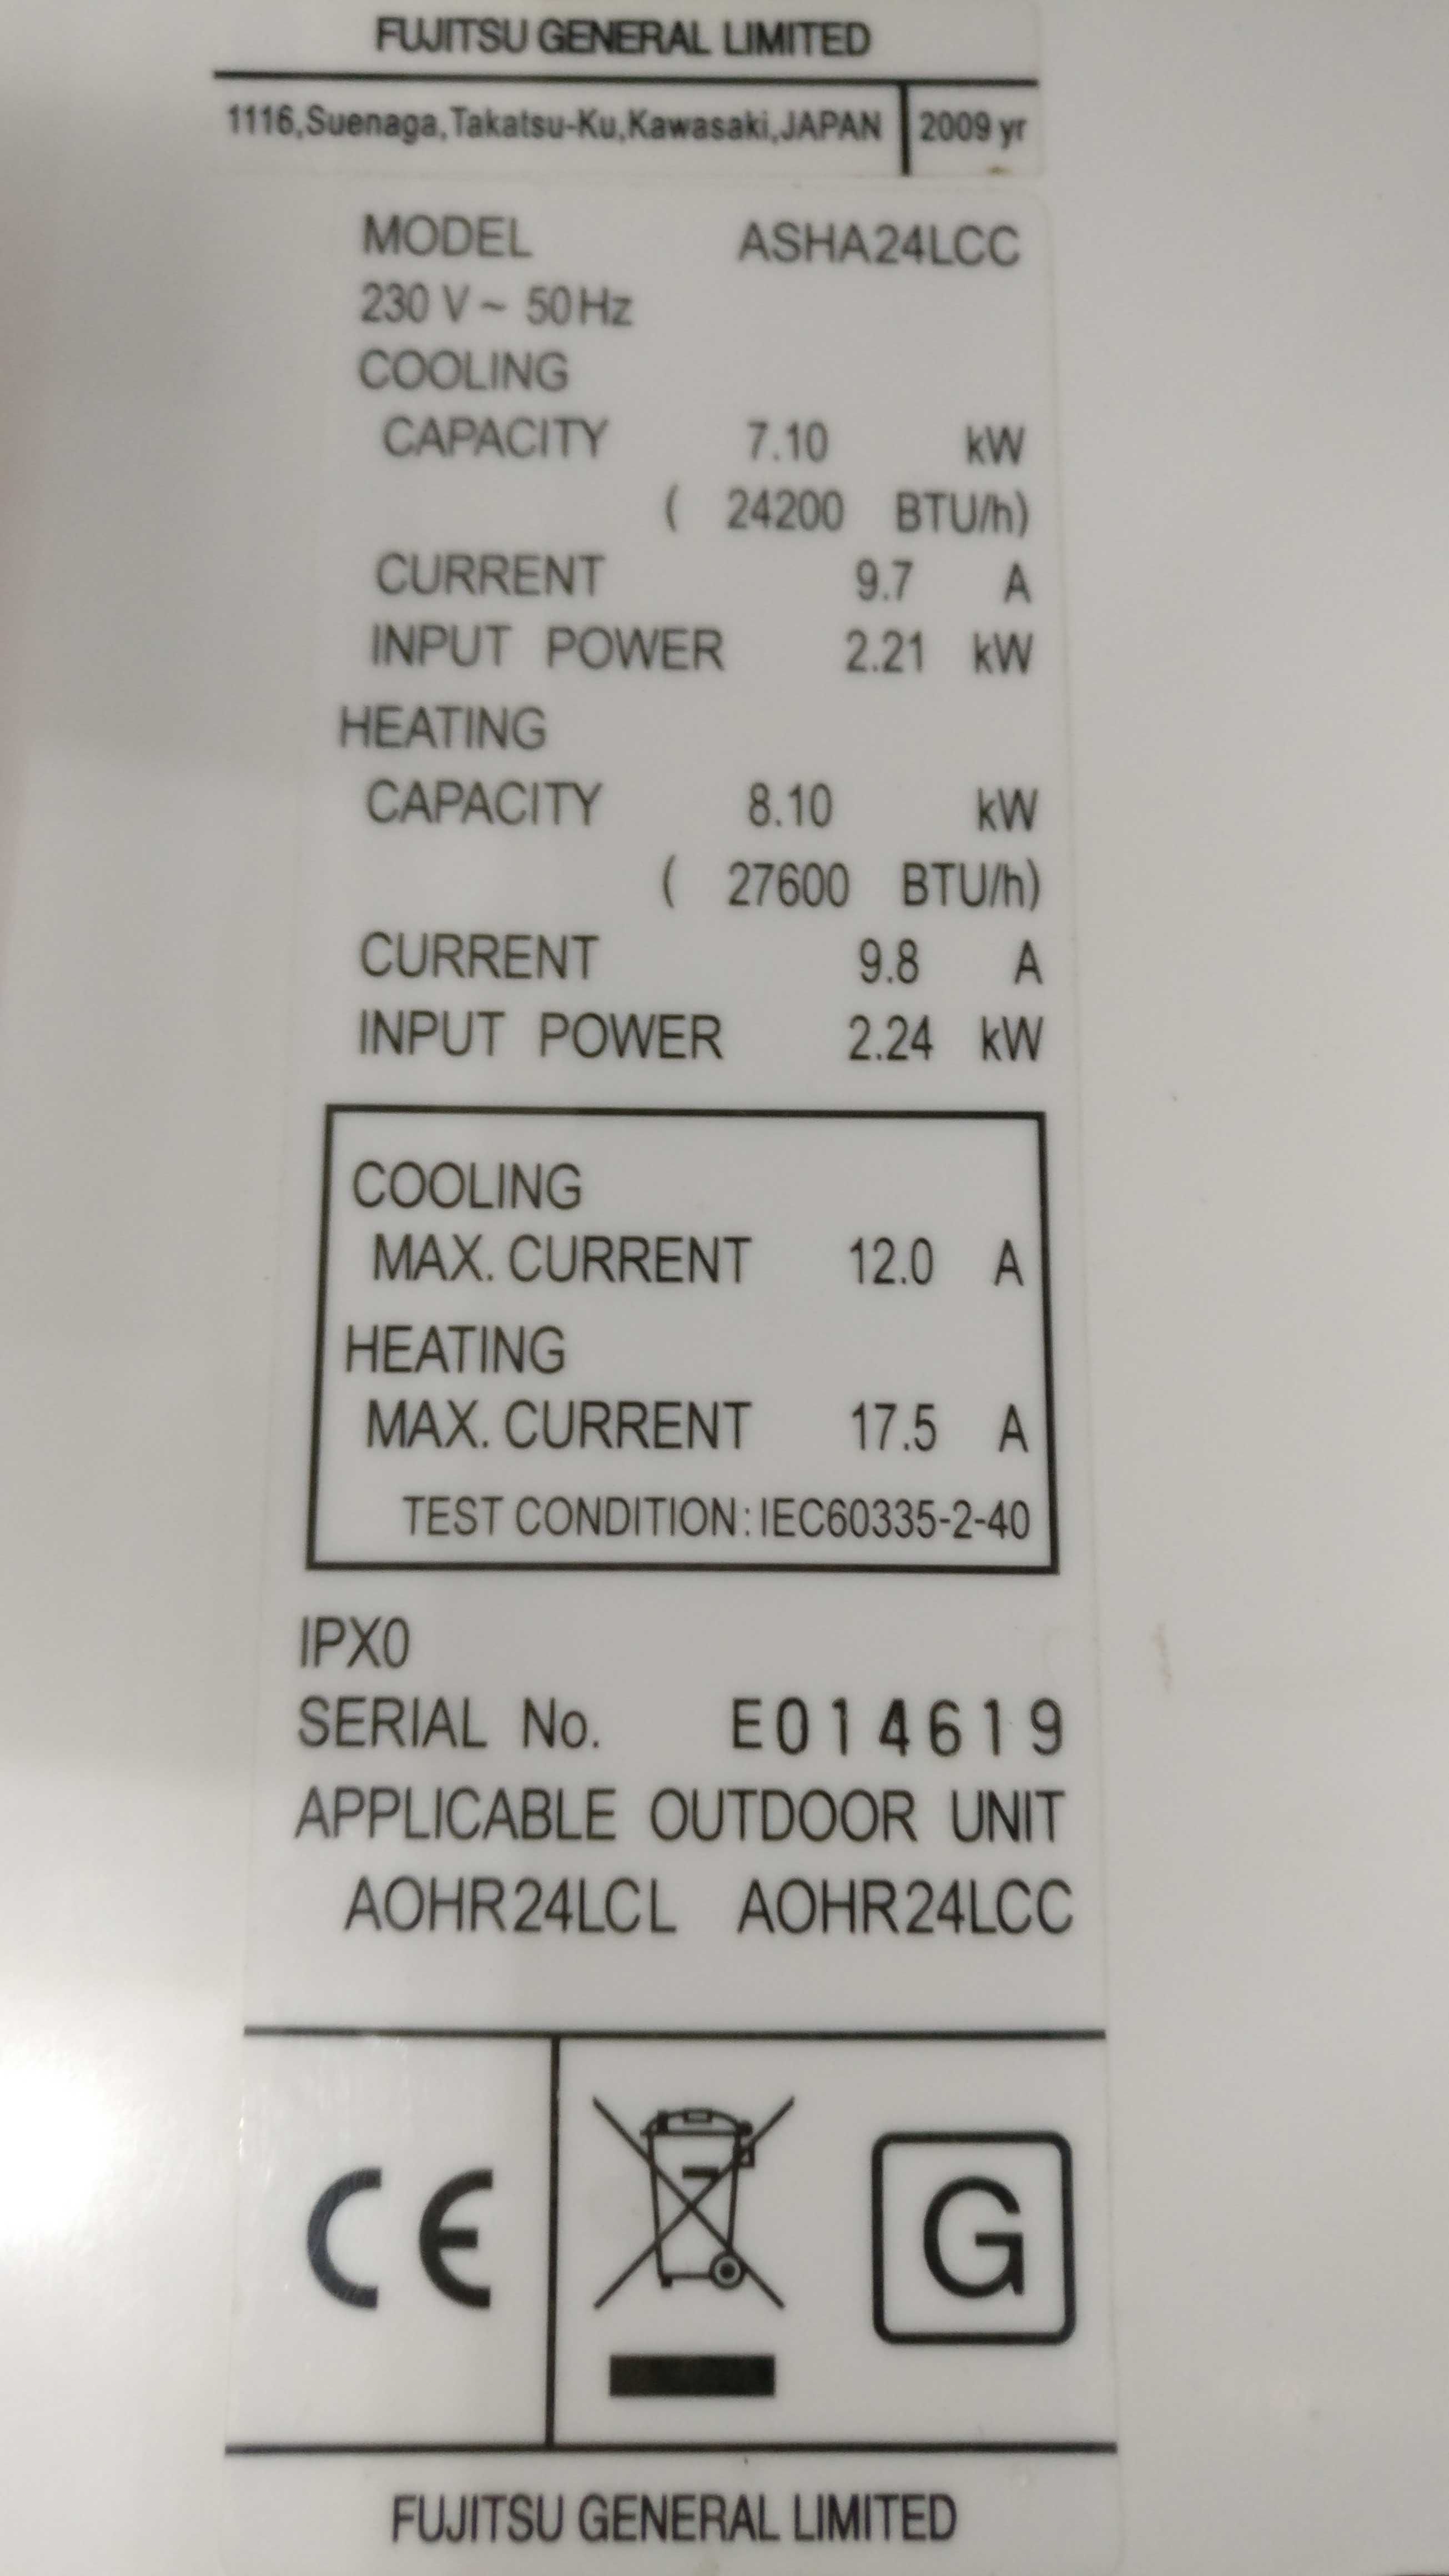 FUJITSU GENERAL LIMITED
1116,Suenaga,Takatsu-Ku,Kawasaki,JAPAN 2009 yr
MODEL ASHA24LCC
230 V ~ 50Hz
COOLING
CAPACITY 7.10 kW
( 24200 BTU/h)
CURRENT 9.7 A
INPUT POWER 2.21 kW
HEATING
CAPACITY 8.10 kW
( 27600 BTU/h)
CURRENT 9.8 A
INPUT POWER 2.24 kW
COOLING
MAX. CURRENT 12.0 A
HEATING
MAX. CURRENT 17.5 A
TEST CONDITION: IEC60335-2-40
IPX0
SERIAL No. E014619
APPLICABLE OUTDOOR UNIT
AOHR24LCL AOHR24LCC
CE G
FUJITSU GENERAL LIMITED